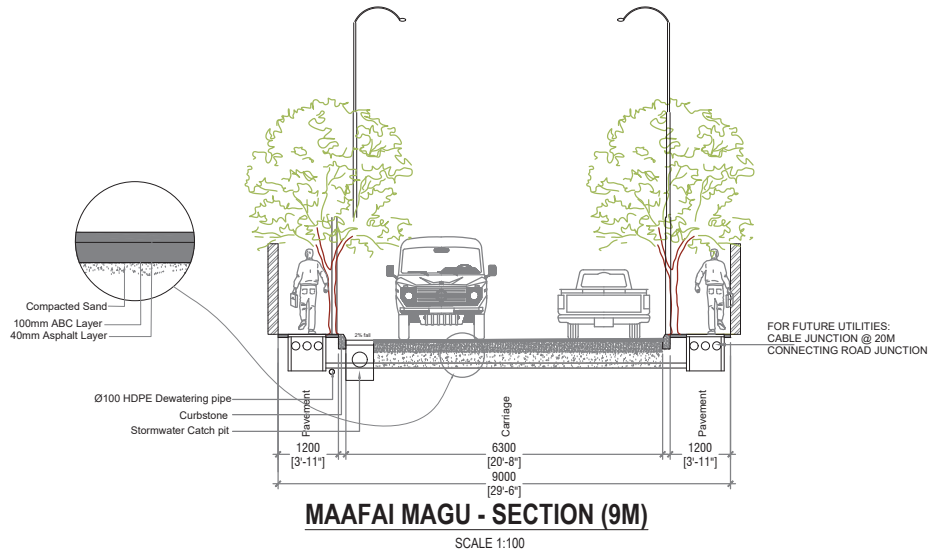 2% fall
Compacted Sand
100mm ABC Layer
40mm Asphalt Layer
FOR FUTURE UTILITIES:
CABLE JUNCTION @ 20M
CONNECTING ROAD JUNCTION
Ø100 HDPE Dewatering pipe
Curbstone
Stormwater Catch pit
Pavement
Carriage
Pavement
1200
[3'-11"]
6300
[20'-8"]
1200
[3'-11"]
9000
[29'-6"]
MAAFAI MAGU - SECTION (9M)
SCALE 1:100